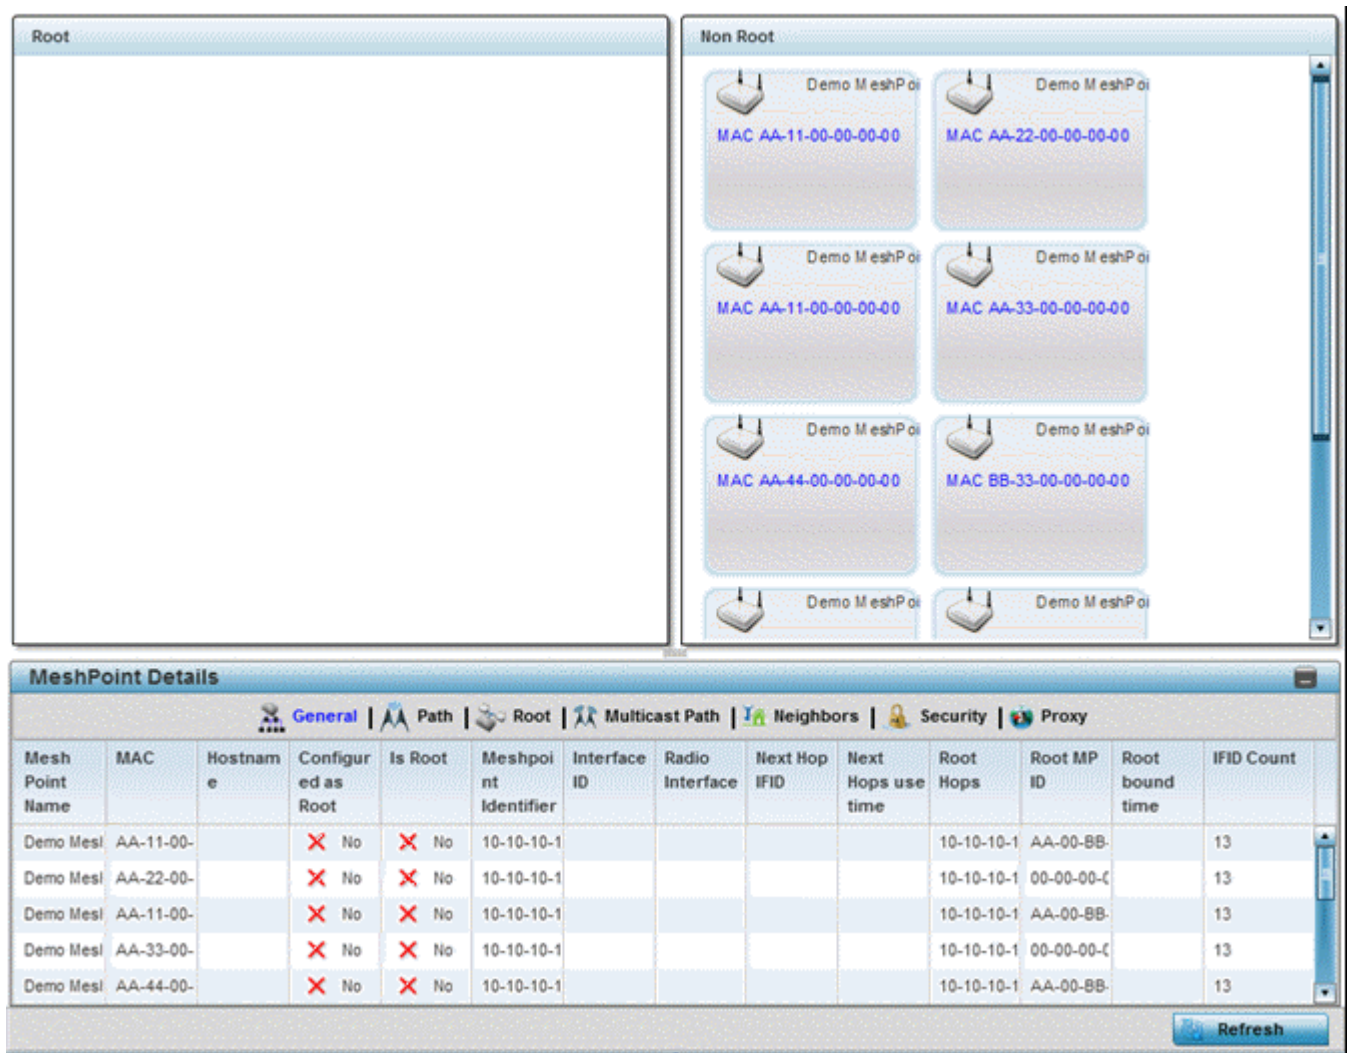 Root
Non Root
Demo MeshPoi Demo MeshPoi
MAC AA-11-00-00-00-00 MAC AA-22-00-00-00-00
Demo MeshPoi Demo MeshPoi
MAC AA-11-00-00-00-00 MAC AA-33-00-00-00-00
Demo MeshPoi Demo MeshPoi
MAC AA-44-00-00-00-00 MAC BB-33-00-00-00-00
Demo MeshPoi Demo MeshPoi
MeshPoint Details
General | Path | Root | Multicast Path | Neighbors | Security | Proxy
Mesh MAC Hostnam Configur Is Root Meshpoi Interface Radio Next Hop Next Root Root MP Root IFID Count
Point e ed as nt ID Interface IFID Hops use Hops ID bound
Name Root Identifier time time
Demo Mesl AA-11-00- No No 10-10-10-1 10-10-10-1 AA-00-BB- 13
Demo Mesl AA-22-00- No No 10-10-10-1 10-10-10-1 00-00-00-0 13
Demo Mesl AA-11-00- No No 10-10-10-1 10-10-10-1 AA-00-BB- 13
Demo Mesl AA-33-00- No No 10-10-10-1 10-10-10-1 00-00-00-0 13
Demo Mesl AA-44-00- No No 10-10-10-1 10-10-10-1 AA-00-BB- 13
Refresh